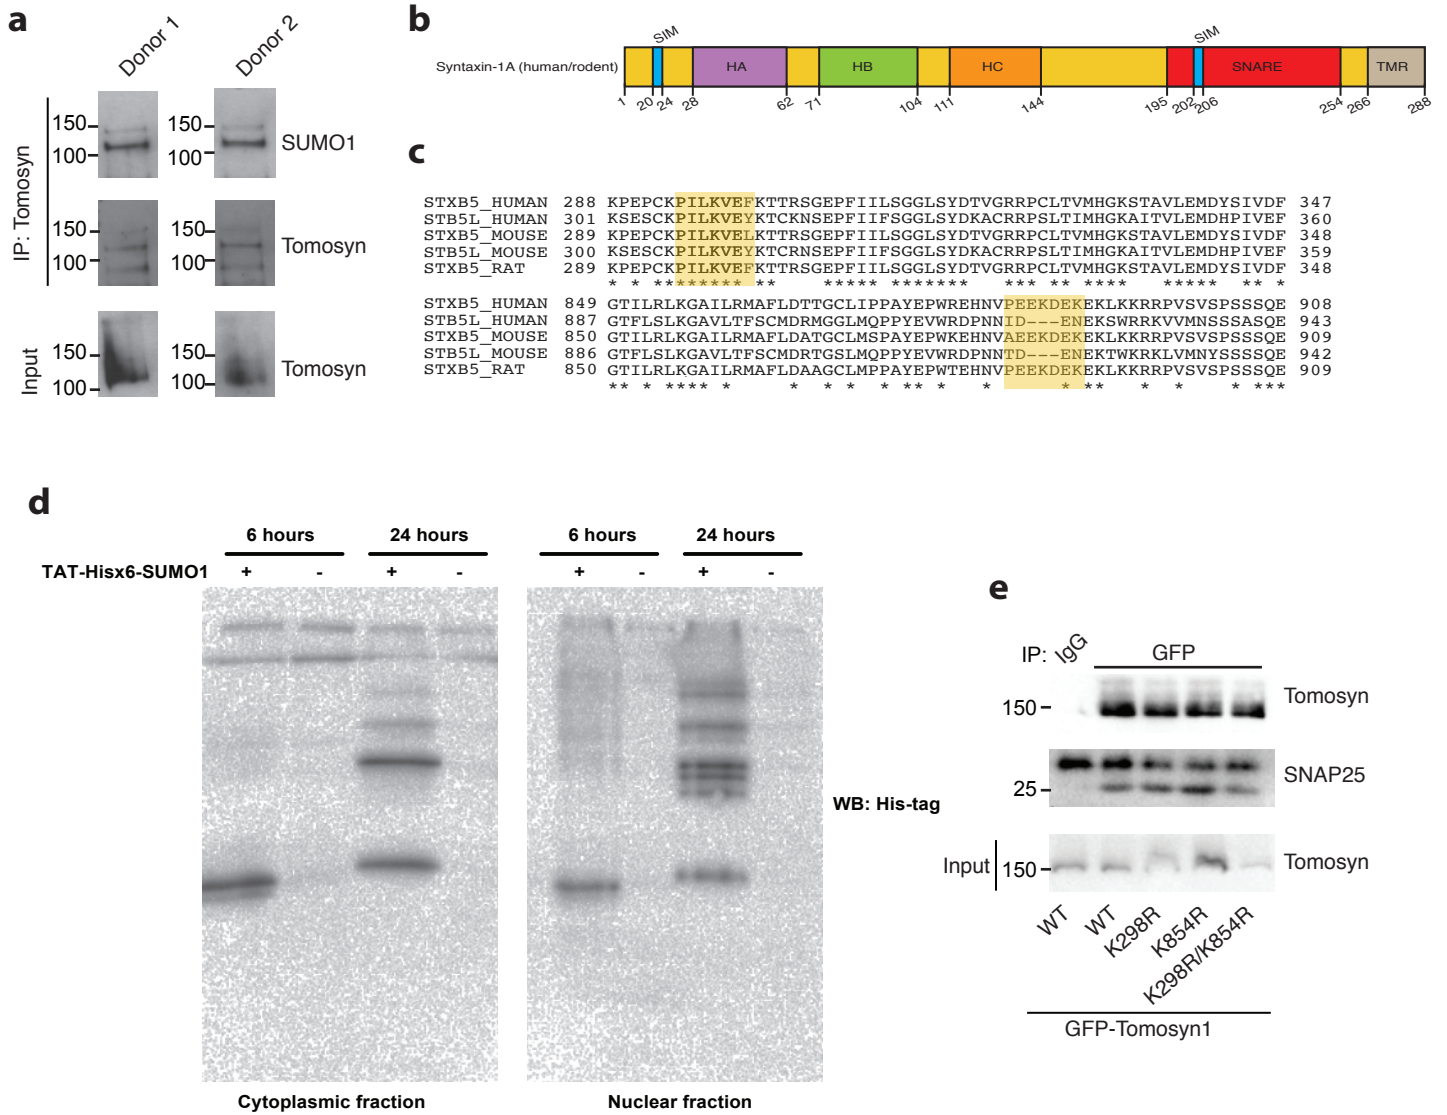 a
Donor 1 Donor 2
IP: Tomosyn
150 150
100 100
SUMO1
150 150
100 100
Tomosyn
Input
150 150
100 100
Tomosyn
b
SIM SIM
Syntaxin-1A (human/rodent) HA HB HC SNARE TMR
1 20 24 28 62 71 104 111 144 195 202 206 254 266 288
c
STXB5_HUMAN 288 KPEPCKPILKVEFKTTRSGEPFIILSGGLSYDTVGRRPCLTVMHGKSTAVLEMDYSIVDF 347
STB5L_HUMAN 301 KSESCKPILKVEYKTCKNSEPFIIFSGGLSYDKACRRPSLTIMHGKAITVLEMDHPIVEF 360
STXB5_MOUSE 289 KPEPCKPILKVELKTTRSGEPFIILSGGLSYDTVGRRPCLTVMHGKSTAVLEMDYSIVDF 348
STB5L_MOUSE 300 KSESCKPILKVEYKTCRNSEPFIIFSGGLSYDKACRRPSLTIMHGKAITVLEMDHPIVEF 359
STXB5_RAT 289 KPEPCKPILKVEFKTTRSGEPFIILSGGLSYDTVGRRPCLTVMHGKSTAVLEMDYSIVDF 348
* * ******* ** ***** ******* *** ** **** ****** ** *
STXB5_HUMAN 849 GTILRLKGAILRMAFLDTTGCLIPPAYEPWREHNVPEEKDEKEKLKKRRPVSVSPSSSQE 908
STB5L_HUMAN 887 GTFLSLKGAVLTFSCMDRMGGLMQPPYEVWRDPNNID---ENEKSWRRKVVMNSSSASQE 943
STXB5_MOUSE 850 GTILRLKGAILRMAFLDATGCLIPPAYEPWREHNVAEEKDEKEKLKKRRPVSVSPSSSQE 909
STB5L_MOUSE 886 GTFLSLKGAVLTFSCMDRTGSLMQPPYEVWRDPNNTD---ENEKTWKRKLVMNYSSSSQE 942
STXB5_RAT 850 GTILRLKGAILRMAFLDAAGCLMPPAYEPWTEHNVPEEKDEKEKLKKRRPVSVSPSSSQE 909
** * **** * * * * * * ** * * * ** * * * ***
d
6 hours 24 hours 6 hours 24 hours
TAT-Hisx6-SUMO1 + - + - + - + -
WB: His-tag
Cytoplasmic fraction Nuclear fraction
e
IP: IgG GFP
150 Tomosyn
25 SNAP25
Input 150 Tomosyn
WT WT K298R K854R K298R/K854R
GFP-Tomosyn1